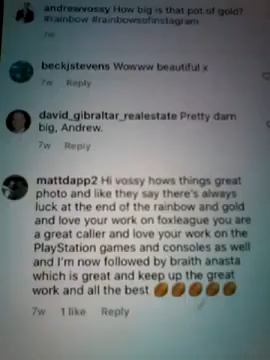 andrewvossy How big is that pot of gold?
#rainbow #rainbowsofinstagram
7w
beckjstevens Wowww beautiful x
7w Reply
david_gibraltar_realestate Pretty darn
big, Andrew.
7w Reply
mattdapp2 Hi vossy hows things great
photo and like they say there's always
luck at the end of the rainbow and gold
and love your work on foxleague you are
a great caller and love your work on the
PlayStation games and consoles as well
and I'm now followed by braith anasta
which is great and keep up the great
work and all the best
7w 1 like Reply